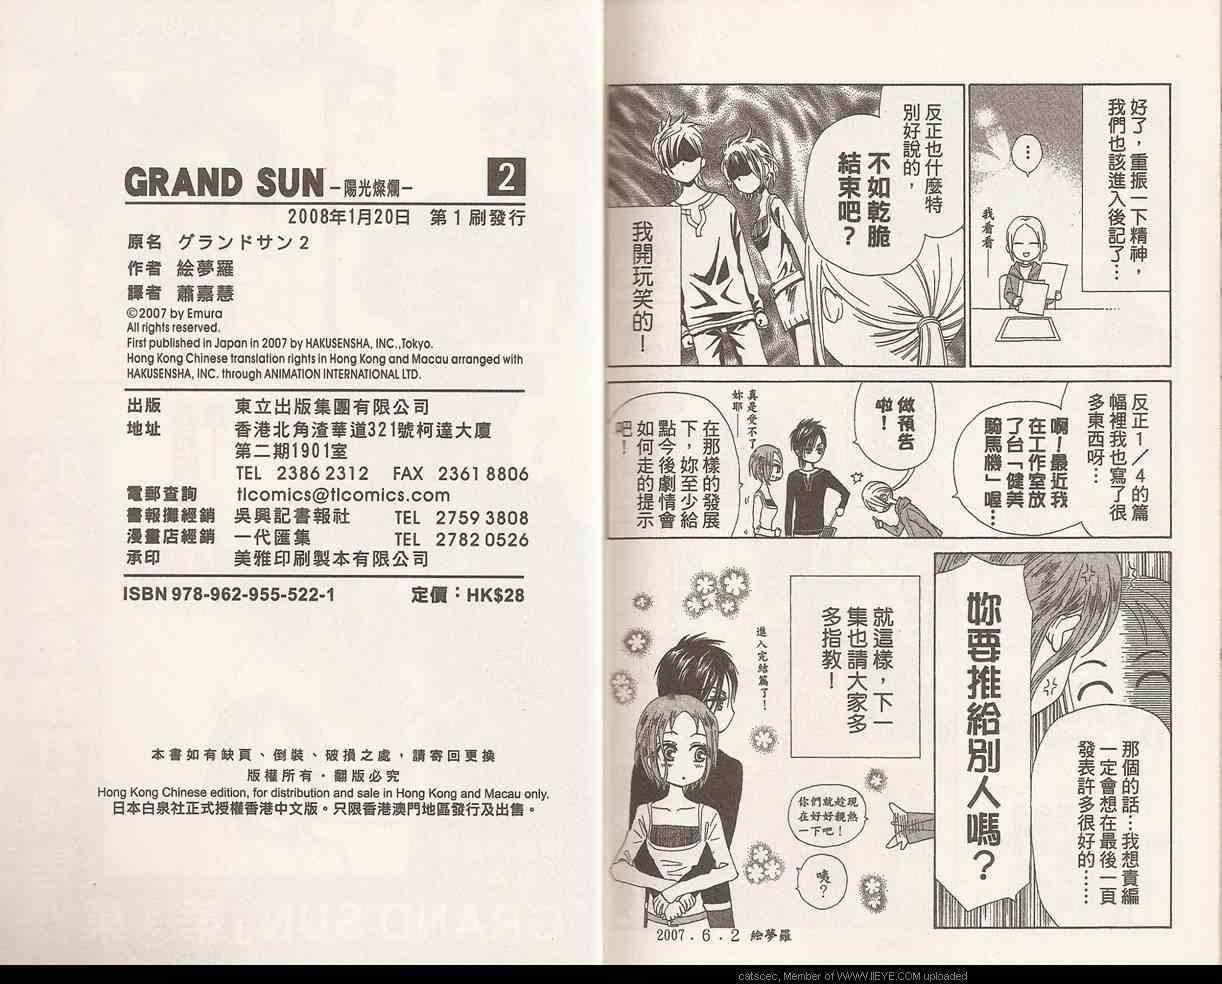 GRAND SUN -陽光燦爛- 2
2008年1月20日　第1刷發行
原名　グランドサン2
作者　絵夢羅
譯者　蕭嘉慧
©2007 by Emura
All rights reserved.
First published in Japan in 2007 by HAKUSENSHA, INC.,Tokyo.
Hong Kong Chinese translation rights in Hong Kong and Macau arranged with
HAKUSENSHA, INC. through ANIMATION INTERNATIONAL LTD.
出版　東立出版集團有限公司
地址　香港北角渣華道321號柯達大廈
第二期1901室
TEL 2386 2312　FAX 2361 8806
電郵查詢　tlcomics@tlcomics.com
書報攤經銷　吳興記書報社　TEL 2759 3808
漫畫店經銷　一代匯集　TEL 2782 0526
承印　美雅印刷製本有限公司
ISBN 978-962-955-522-1　定價：HK$28
本書如有缺頁、倒裝、破損之處，請寄回更換
版權所有・翻版必究
Hong Kong Chinese edition, for distribution and sale in Hong Kong and Macau only.
日本白泉社正式授權香港中文版。只限香港澳門地區發行及出售。
好了，重振一下精神，
我們也該進入後記了…
…
我看看——
反正也什麼特
別好說的，
不如乾脆
結束吧？
我開玩笑的！
反正1／4的篇
幅裡我也寫了很
多東西呀…
啊！最近我
在工作室放
了台「健美
騎馬機」喔…
做預告
啦！
真是受不了
妳耶——
在那樣的發展
下，妳至少給
點今後劇情會
如何走的提示
吧！
妳要推給別人嗎？
那個的話…我想責編
一定會想在最後一頁
發表許多很好的……
就這樣，下一
集也請大家多
多指教！
進入完結篇了！
你們就趁現
在好好親熱
一下吧！
咦？
2007.6.2 絵夢羅
catscec, Member of WWW.IIEYE.COM uploaded